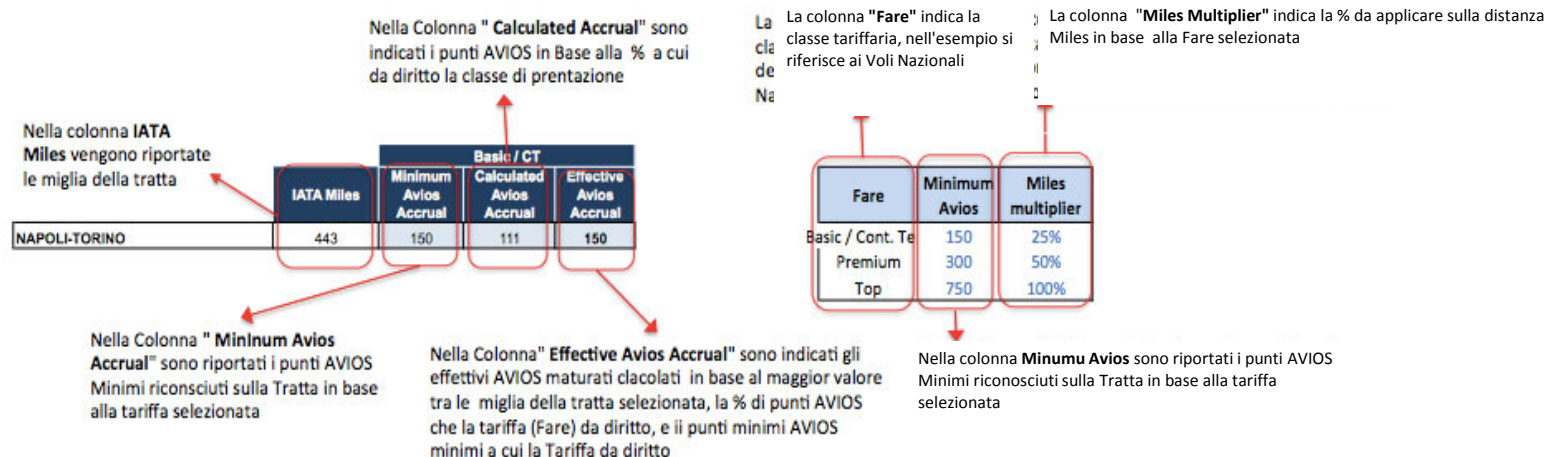 Nella Colonna " Calculated Accrual" sono
indicati i punti AVIOS in Base alla % a cui
da diritto la classe di prentazione
Nella colonna IATA
Miles vengono riportate
le miglia della tratta
Basic / CT
IATA Miles
Minimum
Avios
Accrual
Calculated
Avios
Accrual
Effective
Avios
Accrual
NAPOLI-TORINO 443 150 111 150
Nella Colonna " MinInum Avios
Accrual" sono riportati i punti AVIOS
Minimi riconsciuti sulla Tratta in base
alla tariffa selezionata
Nella Colonna" Effective Avios Accrual" sono indicati gli
effettivi AVIOS maturati clacolati in base al maggior valore
tra le miglia della tratta selezionata, la % di punti AVIOS
che la tariffa (Fare) da diritto, e ii punti minimi AVIOS
minimi a cui la Tariffa da diritto
La colonna "Fare" indica la
classe tariffaria, nell'esempio si
riferisce ai Voli Nazionali
La colonna "Miles Multiplier" indica la % da applicare sulla distanza
Miles in base alla Fare selezionata
Fare
Minimum
Avios
Miles
multiplier
Basic / Cont. Te 150 25%
Premium 300 50%
Top 750 100%
Nella colonna Minumu Avios sono riportati i punti AVIOS
Minimi riconosciuti sulla Tratta in base alla tariffa
selezionata